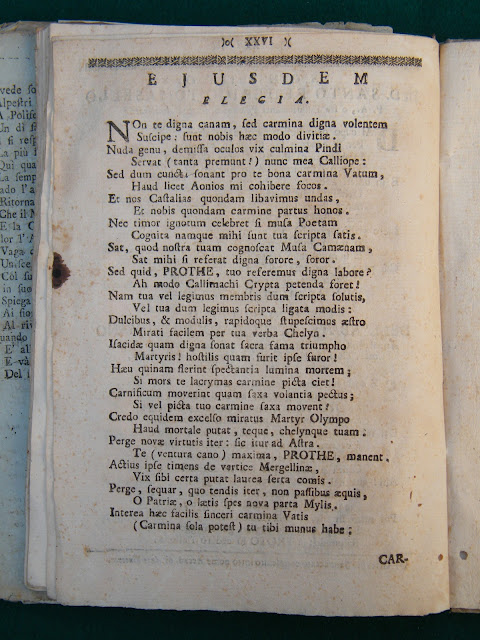 )o( XXVI )(
EJUSDEM
ELEGIA.
NOn te digna canam, sed carmina digna volentem
Suscipe: sunt nobis hæc modo divitiæ.
Nuda genu, demissa oculos vix culmina Pindi
Servat (tanta premunt!) nunc mea Calliope:
Sed dum cuncti sonant pro te bona carmina Vatum,
Haud licet Aonios mi cohibere focos.
Et nos Castalias quondam libavimus undas,
Et nobis quondam carmine partus honos.
Nec timor ignotum celebret si musa Poetam
Cognita namque mihi sunt tua scripta satis.
Sat, quod nostra tuam cognoscat Musa Camænam,
Sat mihi si referat digna sorore, soror.
Sed quid, PROTHE, tuo referemus digna labore?
Ah modo Callimachi Crypta petenda foret!
Nam tua vel legimus membris dum scripta solutis,
Vel tua dum legimus scripta ligata modis:
Dulcibus, & modulis, rapidoque stupescimus æstro
Mirati facilem per tua verba Chelyn.
Isacidæ quam digna sonat sacra fama triumpho
Martyris! hostilis quam furit ipse furor!
Hæu quinam flerint spectantia lumina mortem;
Si mors te lacrymas carmine picta ciet!
Carnificum moverint quam saxa volantia pectus;
Si vel picta tuo carmine saxa movent?
Credo equidem excelso miratus Martyr Olympo
Haud mortale putat, teque, chelynque tuam.
Perge novæ virtutis iter: sic itur ad Astra.
Te (ventura cano) maxima, PROTHE, manent.
Actius ipse timens de vertice Mergellinæ,
Vix sibi certa putat laurea serta comis.
Perge, sequar, quo tendis iter, non passibus æquis,
O Patriæ, o lætis spes nova parta Mylis.
Interea hæc facilis sinceri carmina Vatis
(Carmina sola potest) tu tibi munus habe;
CAR-